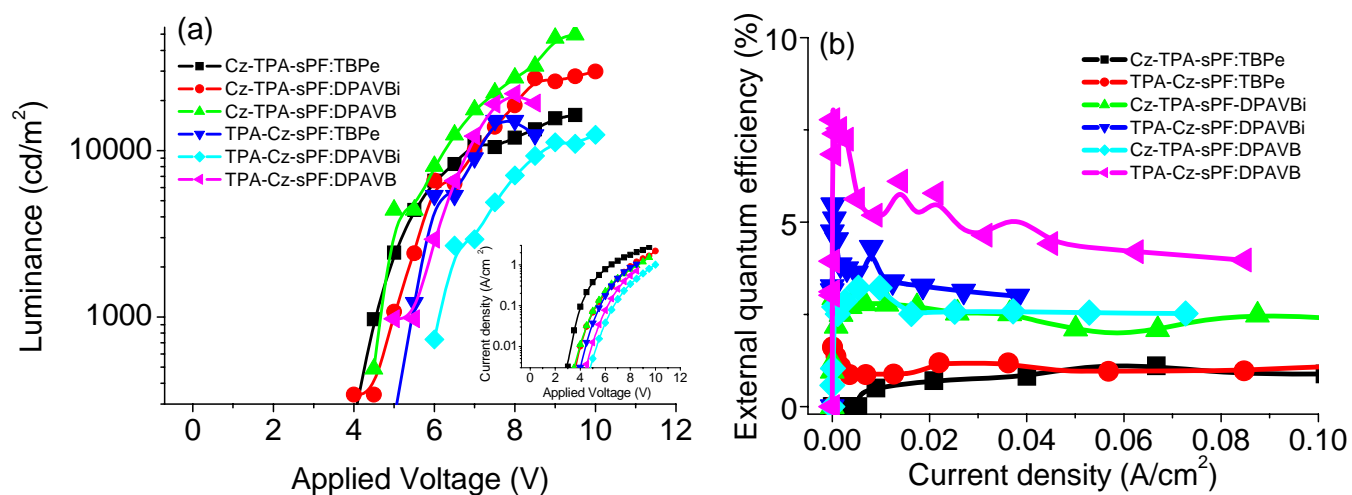 (a)
Cz-TPA-sPF:TBPe
Cz-TPA-sPF:DPAVBi
Cz-TPA-sPF:DPAVB
TPA-Cz-sPF:TBPe
TPA-Cz-sPF:DPAVBi
TPA-Cz-sPF:DPAVB
10000
1000
Luminance (cd/m²)
0 2 4 6 8 10 12
Applied Voltage (V)
1
0.1
0.01
Current density (A/cm²)
0 2 4 6 8 10 12
Applied Voltage (V)
(b)
Cz-TPA-sPF:TBPe
TPA-Cz-sPF:TBPe
Cz-TPA-sPF-DPAVBi
TPA-Cz-sPF:DPAVBi
Cz-TPA-sPF:DPAVB
TPA-Cz-sPF:DPAVB
10
5
0
External quantum efficiency (%)
0.00 0.02 0.04 0.06 0.08 0.10
Current density (A/cm²)